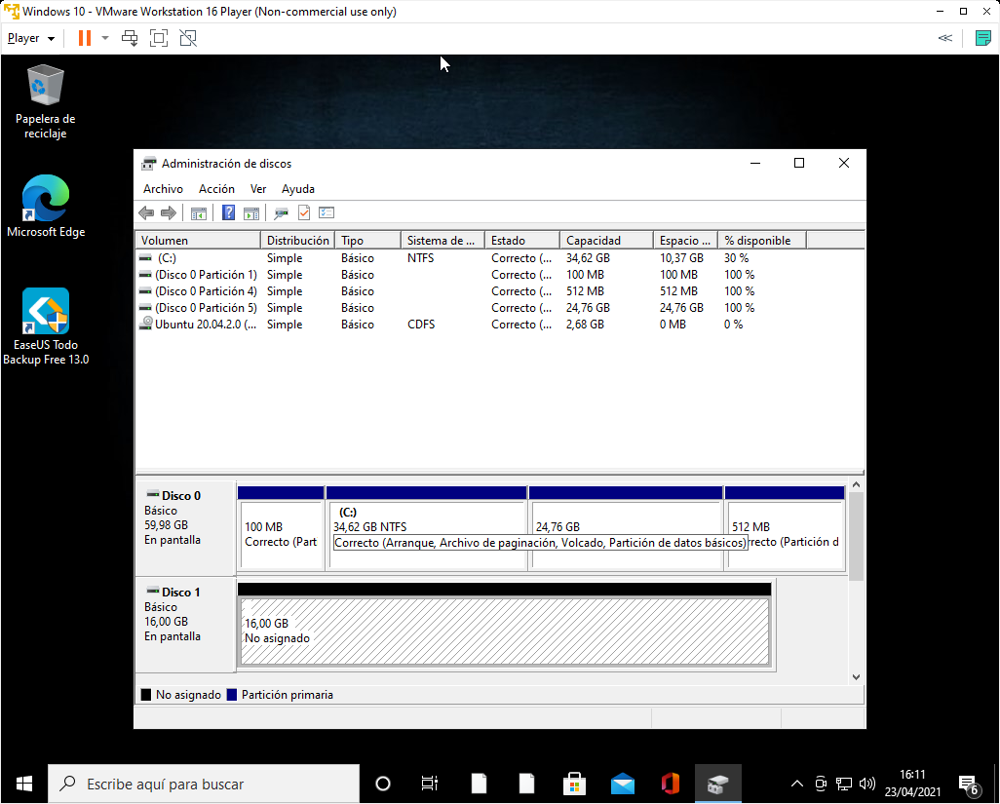 Windows 10 - VMware Workstation 16 Player (Non-commercial use only)
Player
Papelera de
reciclaje
Microsoft Edge
EaseUS Todo
Backup Free 13.0
Administración de discos
Archivo Acción Ver Ayuda
Volumen Distribución Tipo Sistema de ... Estado Capacidad Espacio ... % disponible
(C:) Simple Básico NTFS Correcto (... 34,62 GB 10,37 GB 30 %
(Disco 0 Partición 1) Simple Básico Correcto (... 100 MB 100 MB 100 %
(Disco 0 Partición 4) Simple Básico Correcto (... 512 MB 512 MB 100 %
(Disco 0 Partición 5) Simple Básico Correcto (... 24,76 GB 24,76 GB 100 %
Ubuntu 20.04.2.0 (... Simple Básico CDFS Correcto (... 2,68 GB 0 MB 0 %
Disco 0
Básico
59,98 GB
En pantalla
100 MB
Correcto (Part
(C:)
34,62 GB NTFS
Correcto (Arranque, Archivo de paginación, Volcado, Partición de datos básicos)
24,76 GB
512 MB
rrecto (Partición d
Disco 1
Básico
16,00 GB
En pantalla
16,00 GB
No asignado
No asignado Partición primaria
Escribe aquí para buscar
16:11
23/04/2021
6